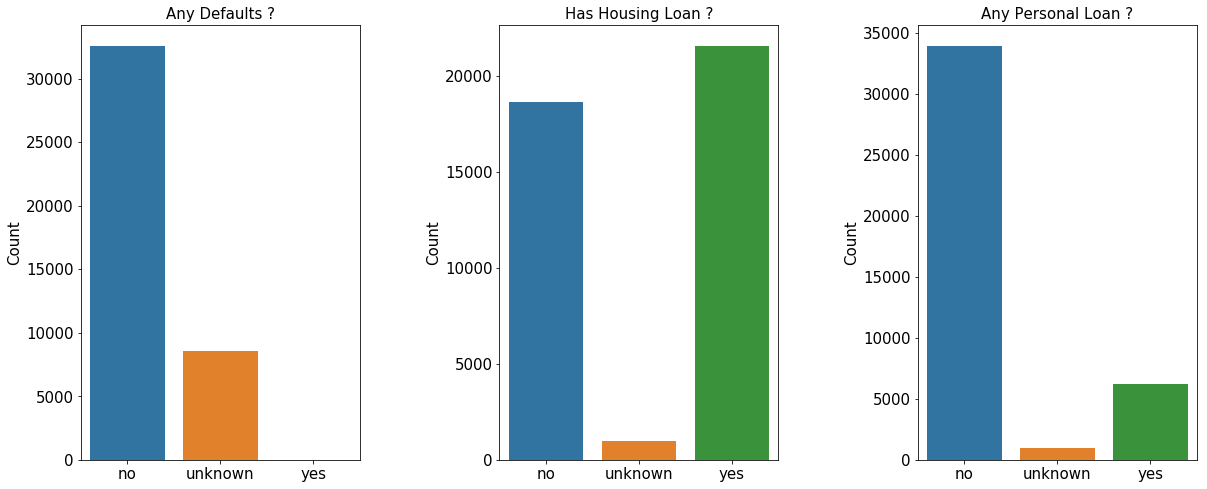 Any Defaults ?
Count
30000
25000
20000
15000
10000
5000
0
no unknown yes
Has Housing Loan ?
Count
20000
15000
10000
5000
0
no unknown yes
Any Personal Loan ?
Count
35000
30000
25000
20000
15000
10000
5000
0
no unknown yes